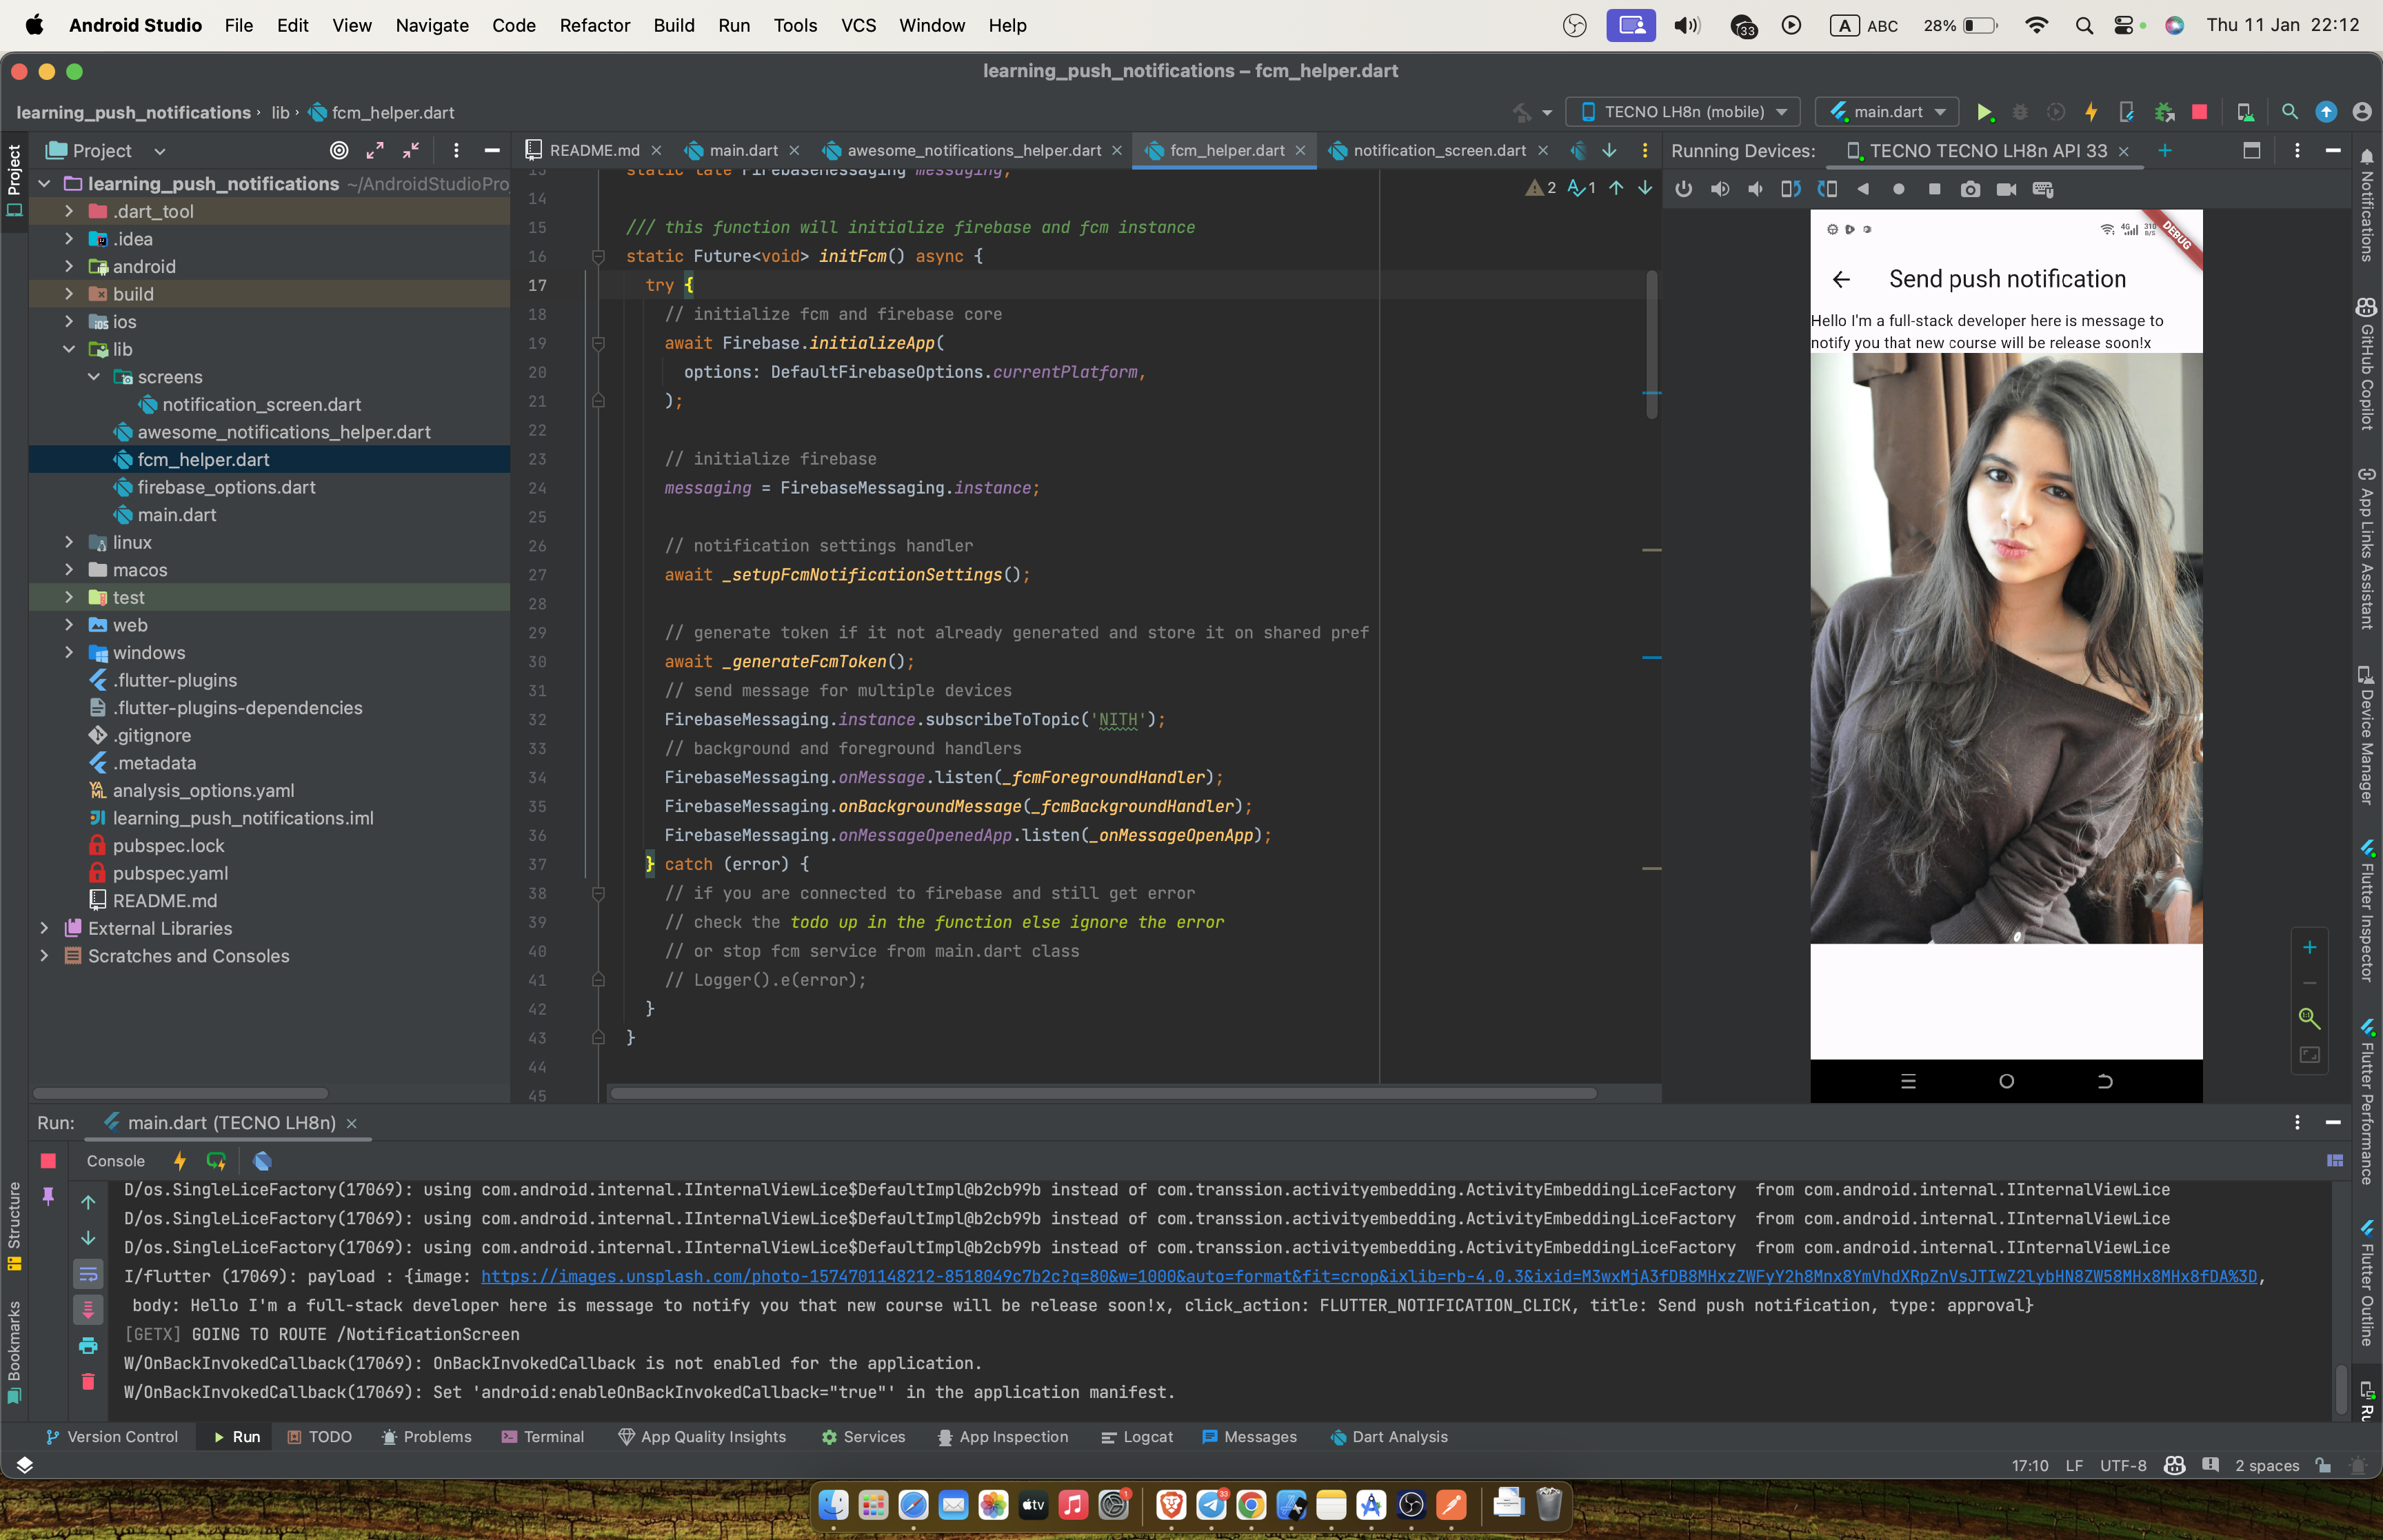 Android Studio File Edit View Navigate Code Refactor Build Run Tools VCS Window Help
33 A ABC 28% Thu 11 Jan 22:12
learning_push_notifications – fcm_helper.dart
learning_push_notifications lib fcm_helper.dart
TECNO LH8n (mobile) main.dart
Project
README.md main.dart awesome_notifications_helper.dart fcm_helper.dart notification_screen.dart
Running Devices: TECNO TECNO LH8n API 33
learning_push_notifications ~/AndroidStudioPro
.dart_tool
.idea
android
build
ios
lib
screens
notification_screen.dart
awesome_notifications_helper.dart
fcm_helper.dart
firebase_options.dart
main.dart
linux
macos
test
web
windows
.flutter-plugins
.flutter-plugins-dependencies
.gitignore
.metadata
analysis_options.yaml
learning_push_notifications.iml
pubspec.lock
pubspec.yaml
README.md
External Libraries
Scratches and Consoles
Project
Structure
Bookmarks
2 1
13 static late FirebaseMessaging messaging;
14
15 /// this function will initialize firebase and fcm instance
16 static Future<void> initFcm() async {
17 try {
18 // initialize fcm and firebase core
19 await Firebase.initializeApp(
20 options: DefaultFirebaseOptions.currentPlatform,
21 );
22
23 // initialize firebase
24 messaging = FirebaseMessaging.instance;
25
26 // notification settings handler
27 await _setupFcmNotificationSettings();
28
29 // generate token if it not already generated and store it on shared pref
30 await _generateFcmToken();
31 // send message for multiple devices
32 FirebaseMessaging.instance.subscribeToTopic('NITH');
33 // background and foreground handlers
34 FirebaseMessaging.onMessage.listen(_fcmForegroundHandler);
35 FirebaseMessaging.onBackgroundMessage(_fcmBackgroundHandler);
36 FirebaseMessaging.onMessageOpenedApp.listen(_onMessageOpenApp);
37 } catch (error) {
38 // if you are connected to firebase and still get error
39 // check the todo up in the function else ignore the error
40 // or stop fcm service from main.dart class
41 // Logger().e(error);
42 }
43 }
44
45
4G
DEBUG
Send push notification
Hello I'm a full-stack developer here is message to
notify you that new course will be release soon!x
1:1
Notifications
GitHub Copilot
App Links Assistant
Device Manager
Flutter Inspector
Flutter Performance
Flutter Outline
Run: main.dart (TECNO LH8n)
Console
D/os.SingleLiceFactory(17069): using com.android.internal.IInternalViewLice$DefaultImpl@b2cb99b instead of com.transsion.activityembedding.ActivityEmbeddingLiceFactory from com.android.internal.IInternalViewLice
D/os.SingleLiceFactory(17069): using com.android.internal.IInternalViewLice$DefaultImpl@b2cb99b instead of com.transsion.activityembedding.ActivityEmbeddingLiceFactory from com.android.internal.IInternalViewLice
D/os.SingleLiceFactory(17069): using com.android.internal.IInternalViewLice$DefaultImpl@b2cb99b instead of com.transsion.activityembedding.ActivityEmbeddingLiceFactory from com.android.internal.IInternalViewLice
I/flutter (17069): payload : {image: https://images.unsplash.com/photo-1574701148212-8518049c7b2c?q=80&w=1000&auto=format&fit=crop&ixlib=rb-4.0.3&ixid=M3wxMjA3fDB8MHxzZWFyY2h8Mnx8YmVhdXRpZnVsJTIwZ2lybHN8ZW58MHx8MHx8fDA%3D,
body: Hello I'm a full-stack developer here is message to notify you that new course will be release soon!x, click_action: FLUTTER_NOTIFICATION_CLICK, title: Send push notification, type: approval}
[GETX] GOING TO ROUTE /NotificationScreen
W/OnBackInvokedCallback(17069): OnBackInvokedCallback is not enabled for the application.
W/OnBackInvokedCallback(17069): Set 'android:enableOnBackInvokedCallback="true"' in the application manifest.
Version Control Run TODO Problems Terminal App Quality Insights Services App Inspection Logcat Messages Dart Analysis
17:10 LF UTF-8 2 spaces
tv 1 33